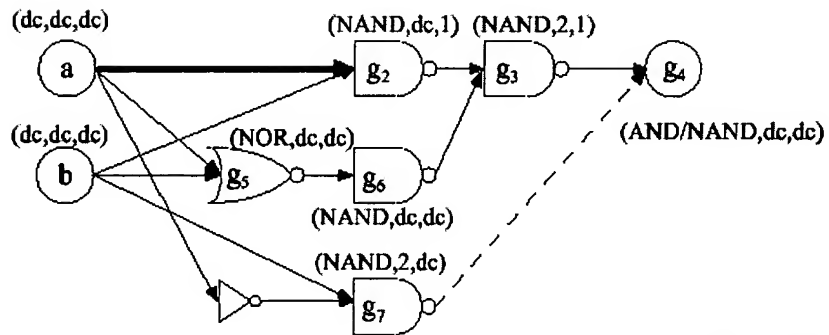 (dc,dc,dc)
(NAND,dc,1) (NAND,2,1)
a
g2
g3
g4
(dc,dc,dc)
(NOR,dc,dc)
(AND/NAND,dc,dc)
b
g5
g6
(NAND,dc,dc)
(NAND,2,dc)
g7